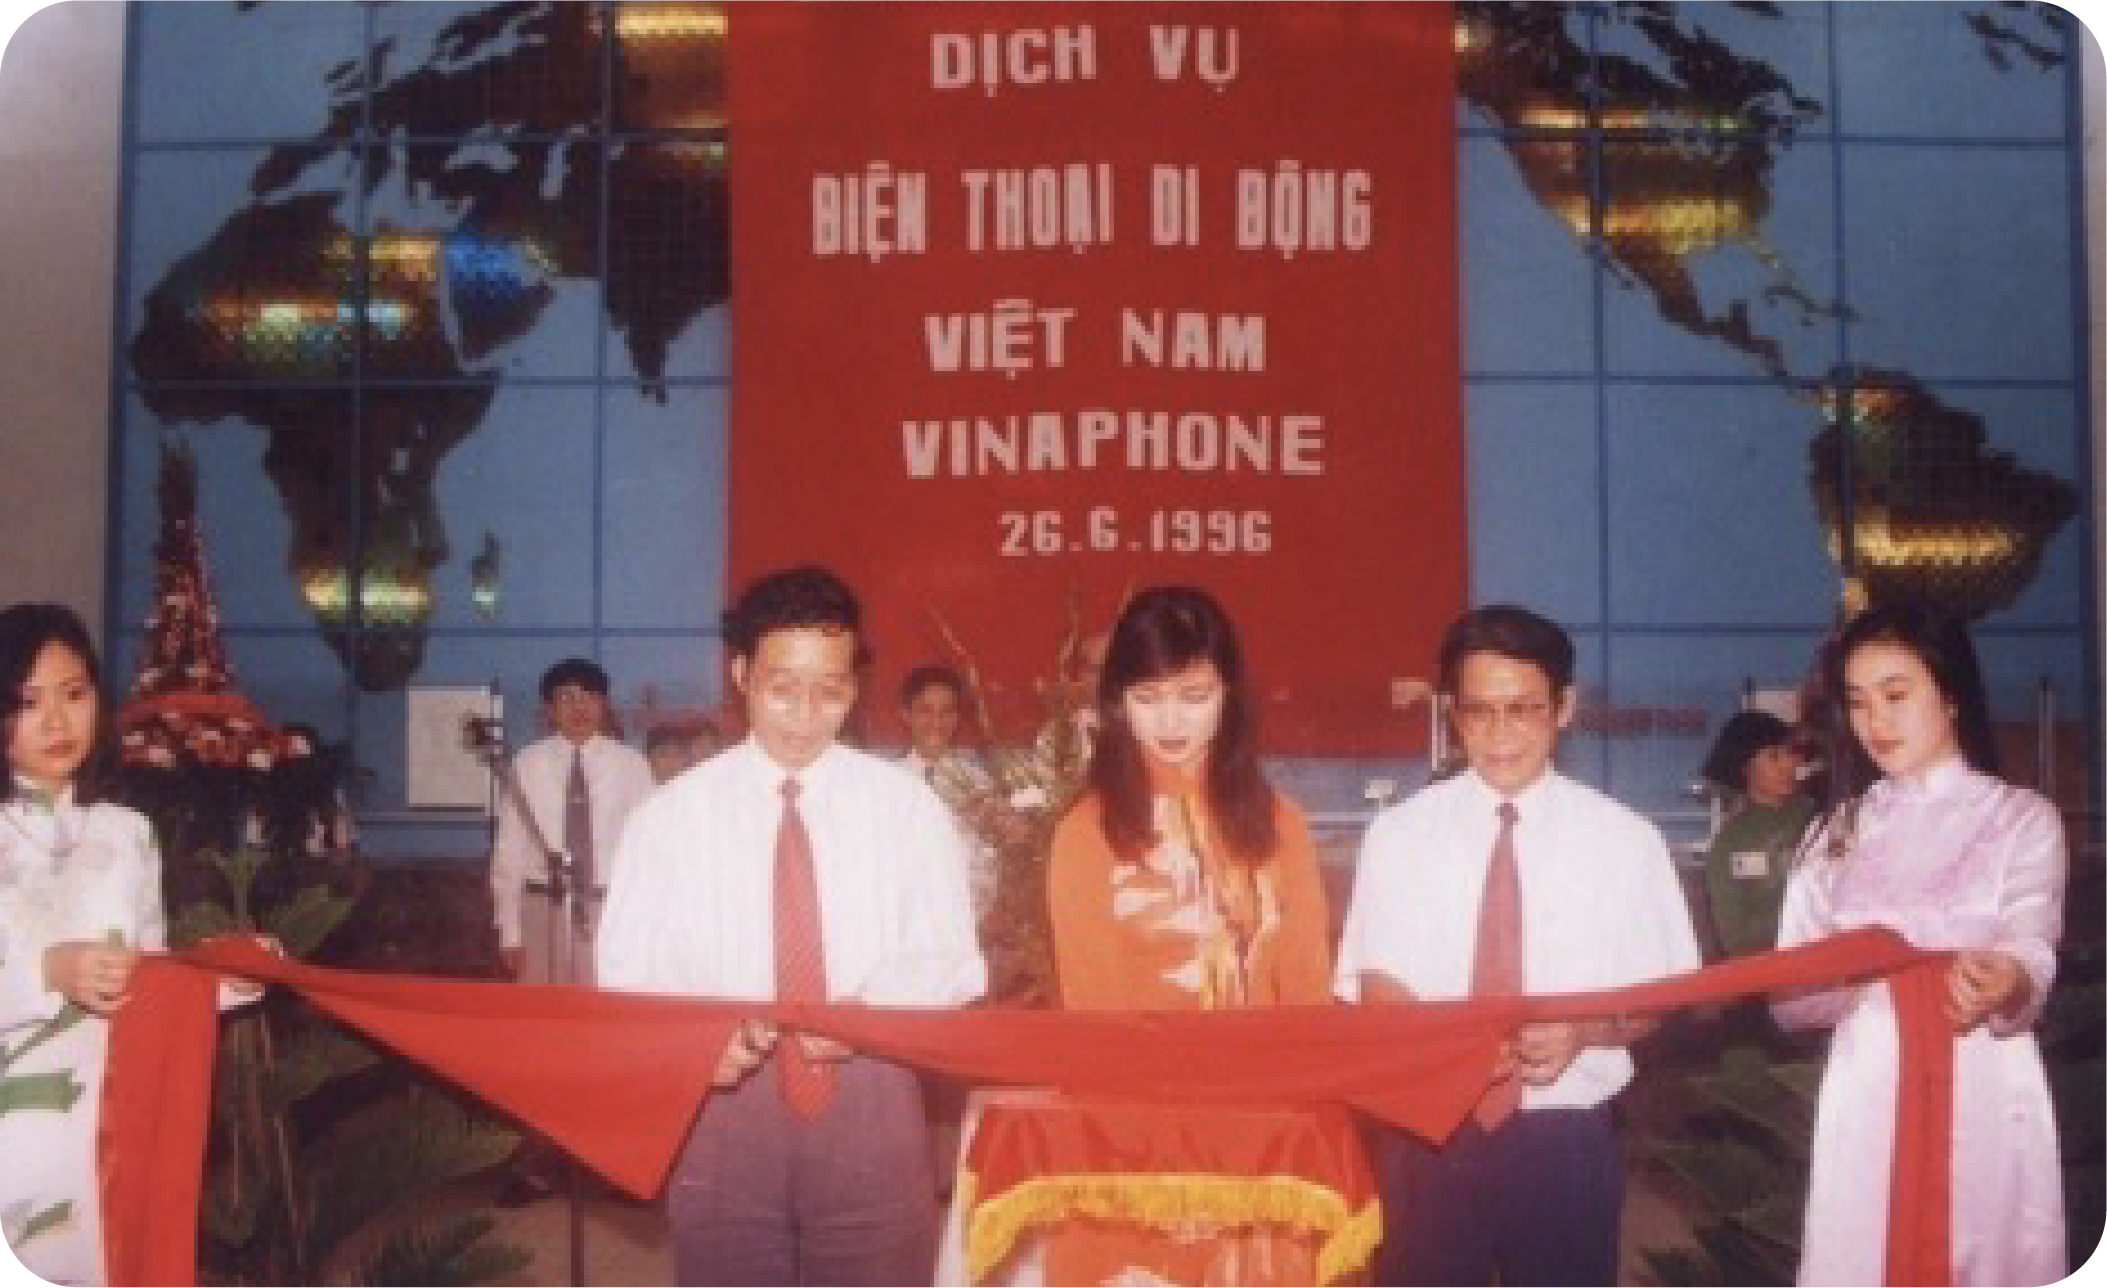 DỊCH VỤ
ĐIỆN THOẠI DI ĐỘNG
VIỆT NAM
VINAPHONE
26.6.1996